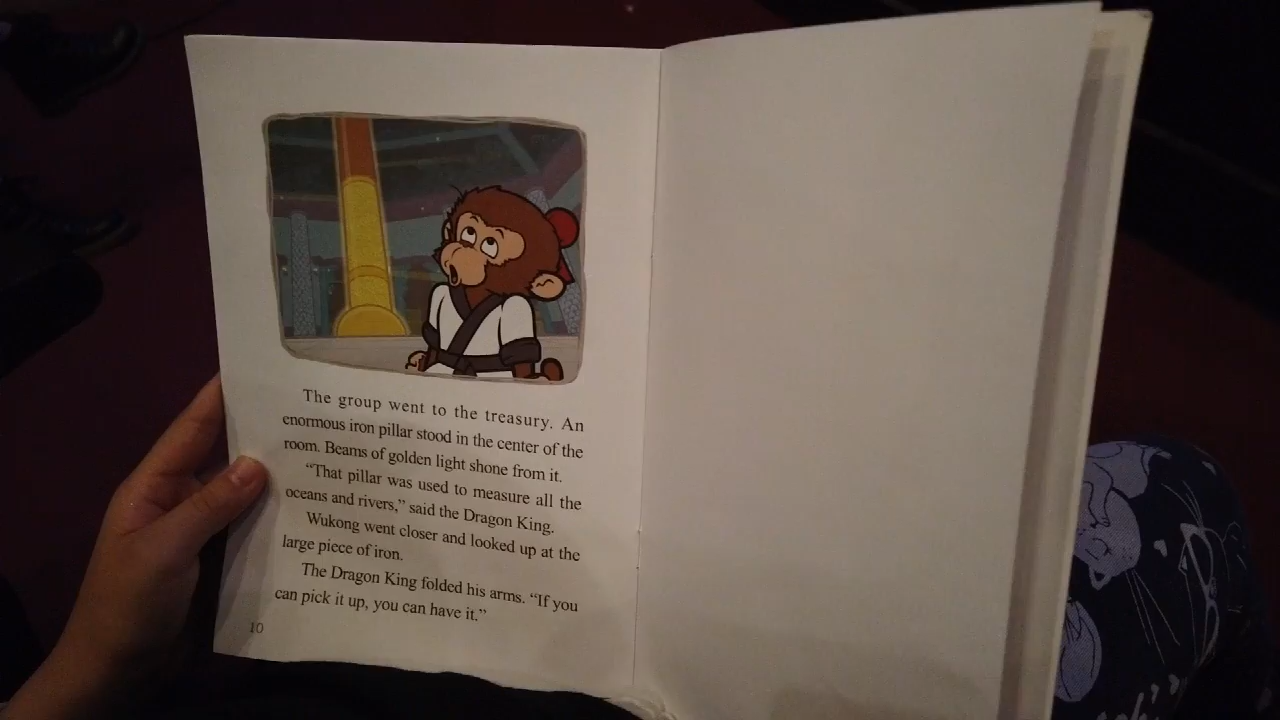 The group went to the treasury. An
enormous iron pillar stood in the center of the
room. Beams of golden light shone from it.
“That pillar was used to measure all the
oceans and rivers,” said the Dragon King.
Wukong went closer and looked up at the
large piece of iron.
The Dragon King folded his arms. “If you
can pick it up, you can have it.”
10